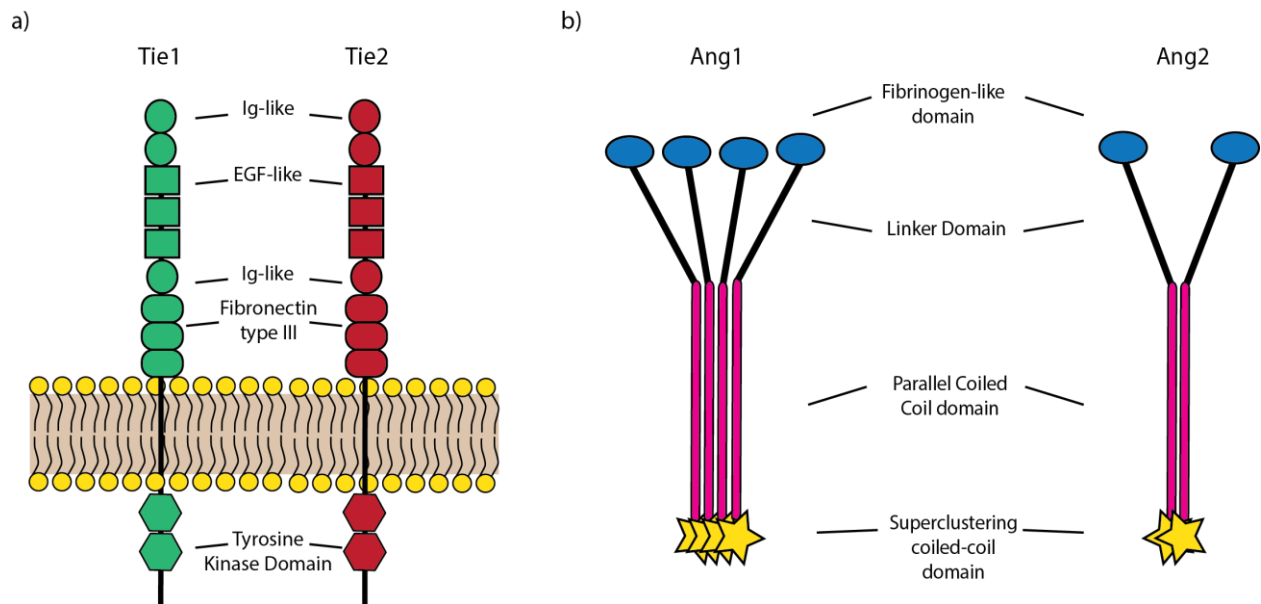 a)
Tie1
Tie2
Ig-like
EGF-like
Ig-like
Fibronectin
type III
Tyrosine
Kinase Domain
b)
Ang1
Ang2
Fibrinogen-like
domain
Linker Domain
Parallel Coiled
Coil domain
Superclustering
coiled-coil
domain